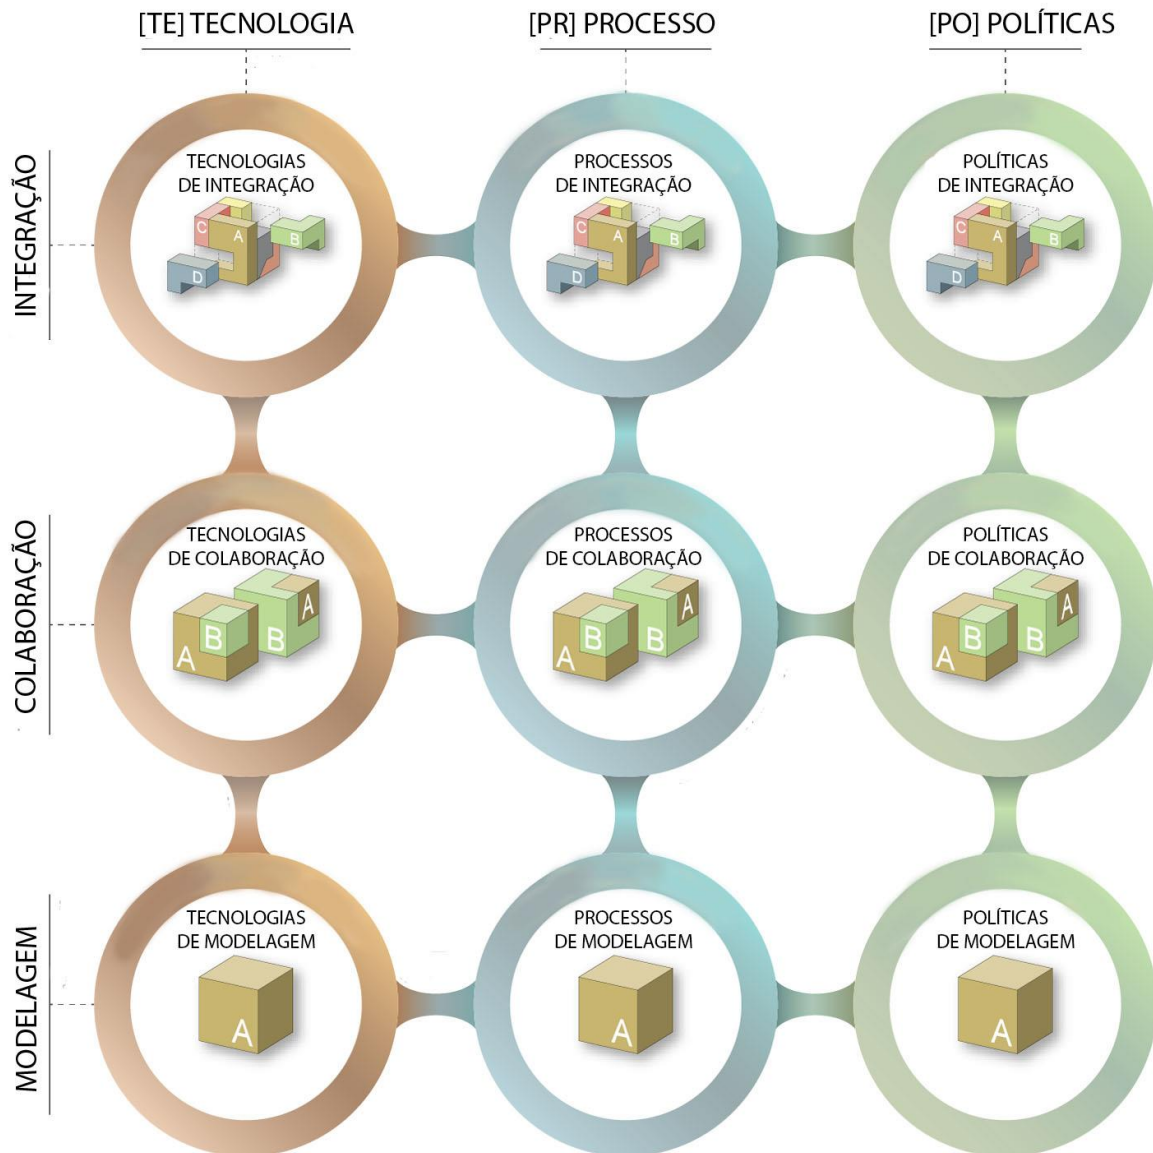 [TE] TECNOLOGIA
[PR] PROCESSO
[PO] POLÍTICAS
INTEGRAÇÃO
TECNOLOGIAS
DE INTEGRAÇÃO
C
A
B
D
PROCESSOS
DE INTEGRAÇÃO
C
A
B
D
POLÍTICAS
DE INTEGRAÇÃO
C
A
B
D
COLABORAÇÃO
TECNOLOGIAS
DE COLABORAÇÃO
A
B
B
A
PROCESSOS
DE COLABORAÇÃO
A
B
B
A
POLÍTICAS
DE COLABORAÇÃO
A
B
B
A
MODELAGEM
TECNOLOGIAS
DE MODELAGEM
A
PROCESSOS
DE MODELAGEM
A
POLÍTICAS
DE MODELAGEM
A